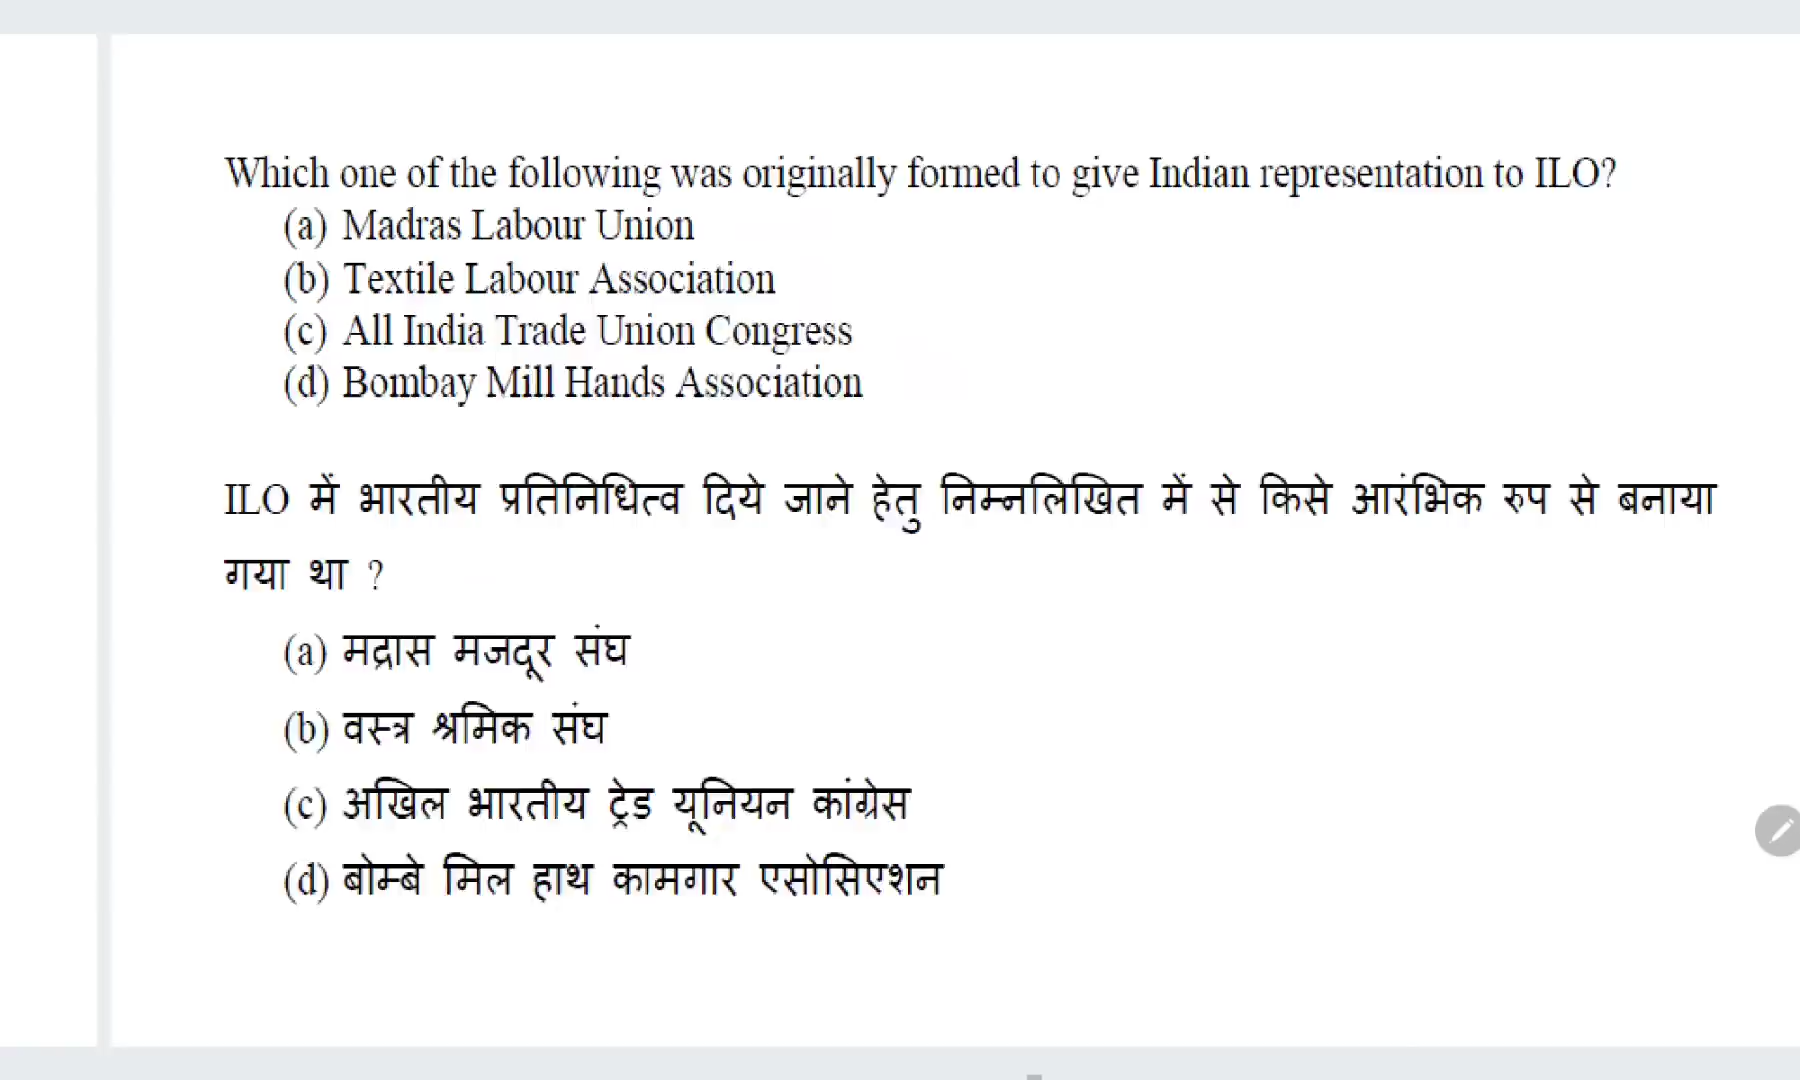 Which one of the following was originally formed to give Indian representation to ILO?
(a) Madras Labour Union
(b) Textile Labour Association
(c) All India Trade Union Congress
(d) Bombay Mill Hands Association
ILO में भारतीय प्रतिनिधित्व दिये जाने हेतु निम्नलिखित में से किसे आरंभिक रुप से बनाया
गया था ?
(a) मद्रास मजदूर संघ
(b) वस्त्र श्रमिक संघ
(c) अखिल भारतीय ट्रेड यूनियन कांग्रेस
(d) बोम्बे मिल हाथ कामगार एसोसिएशन